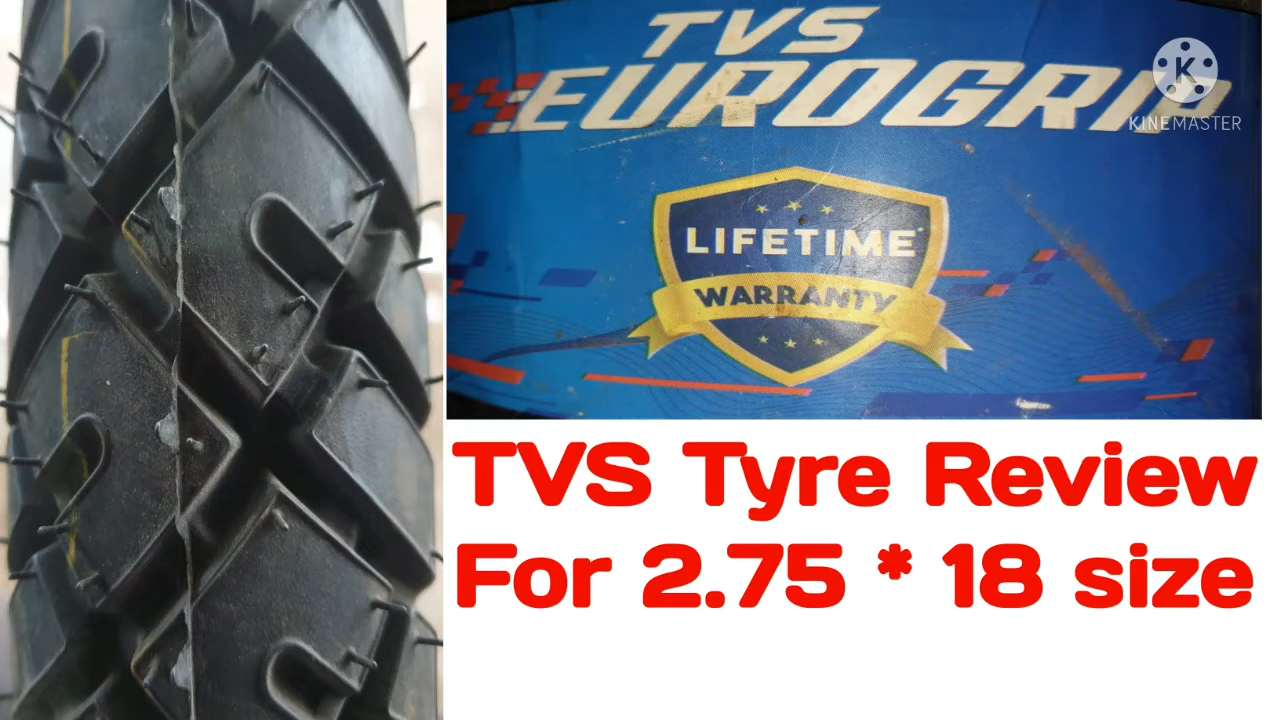 TVS
EUROGRIP
K
KINEMASTER
LIFETIME
WARRANTY
TVS Tyre Review
For 2.75 * 18 size